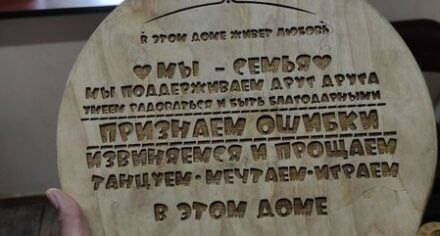 В ЭТОМ ДОМЕ ЖИВЕТ ЛЮБОВЬ
♥МЫ - СЕМЬЯ♥
МЫ ПОДДЕРЖИВАЕМ ДРУГ ДРУГА
УМЕЕМ РАДОВАТЬСЯ И БЫТЬ БЛАГОДАРНЫМИ
ПРИЗНАЕМ ОШИБКИ
ИЗВИНЯЕМСЯ И ПРОЩАЕМ
ТАНЦУЕМ·МЕЧТАЕМ·ИГРАЕМ
В ЭТОМ ДОМЕ